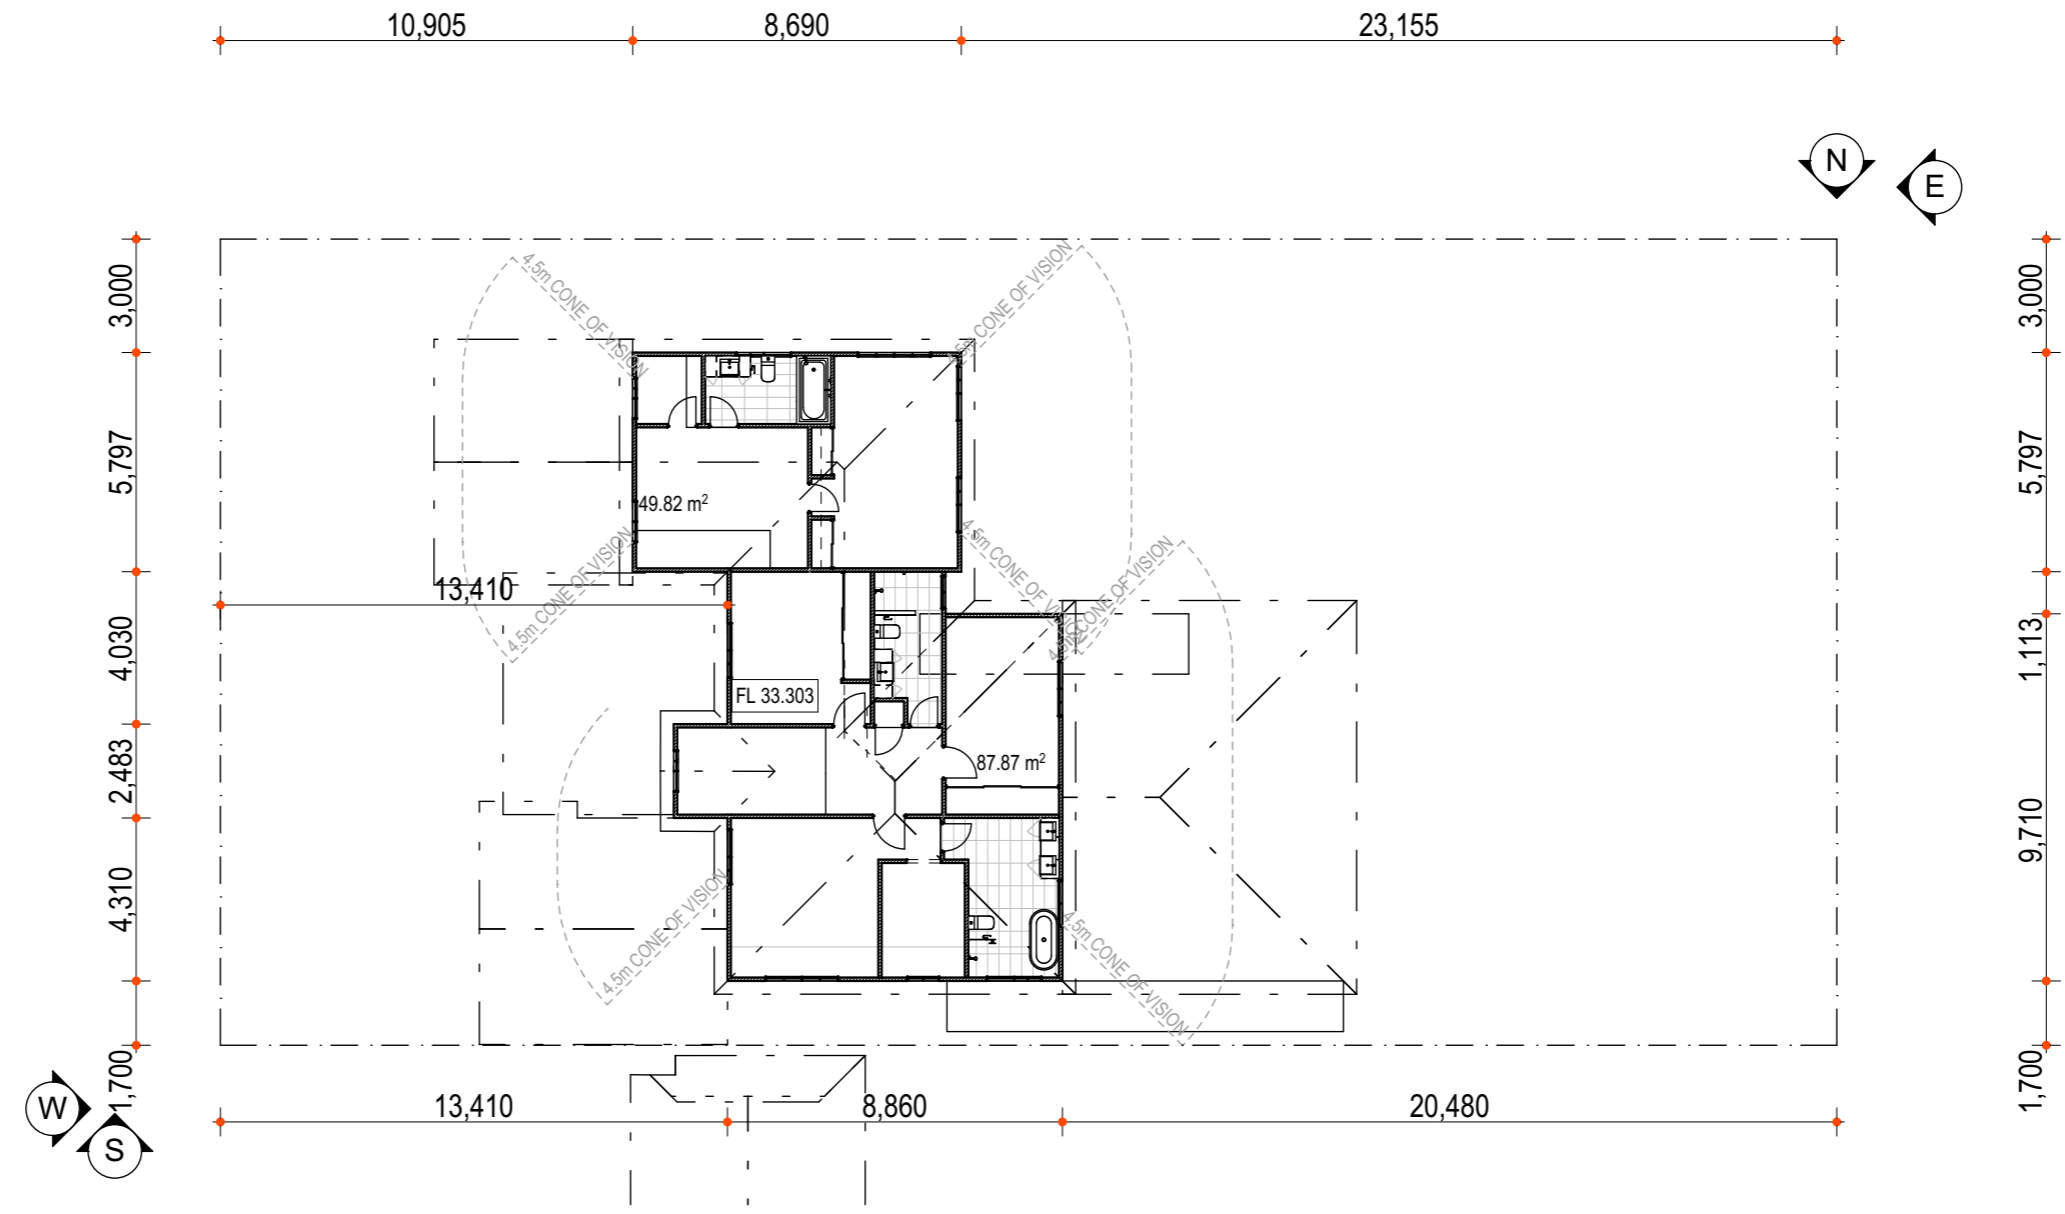 10,905
8,690
23,155
N
E
3,000
3,000
4.5m CONE OF VISION
4.5m CONE OF VISION
5,797
5,797
49.82 m²
4.5m CONE OF VISION
4.5m CONE OF VISION
4.5m CONE OF VISION
13,410
4,030
1,113
FL 33.303
2,483
87.87 m²
9,710
4,310
4.5m CONE OF VISION
4.5m CONE OF VISION
1,700
1,700
W
S
13,410
8,860
20,480